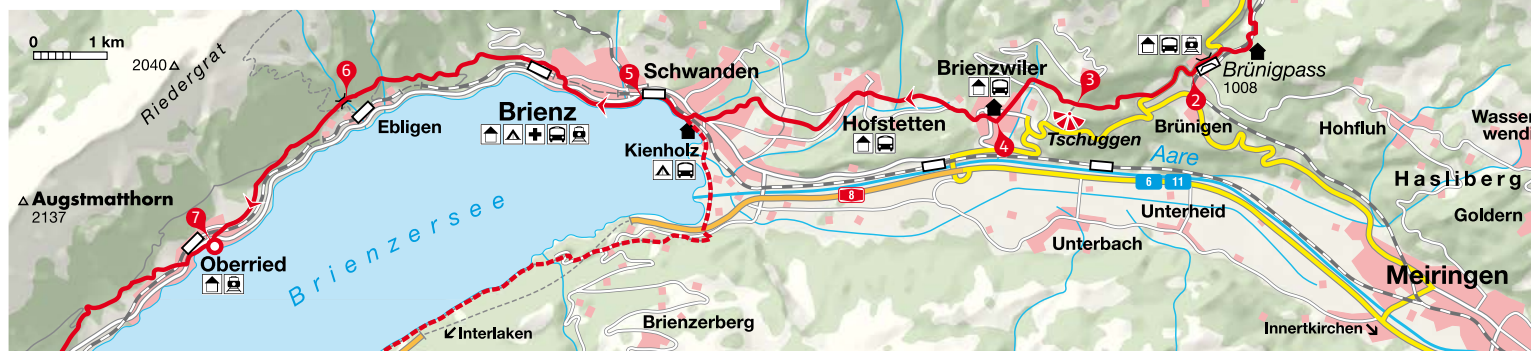 0 1 km
2040
Riedergrat
6
Ebligen
Augstmatthorn
2137
7
Oberried
Brienzersee
Interlaken
Brienz
5
Schwanden
Kienholz
Brienzerberg
Hofstetten
8
Brienzwiler
4
3
Tschuggen
2
Brünigpass
1008
Brünigen
Aare
6 11
Unterheid
Unterbach
Hohfluh
Wasser
wendi
Hasliberg
Goldern
Meiringen
Innertkirchen